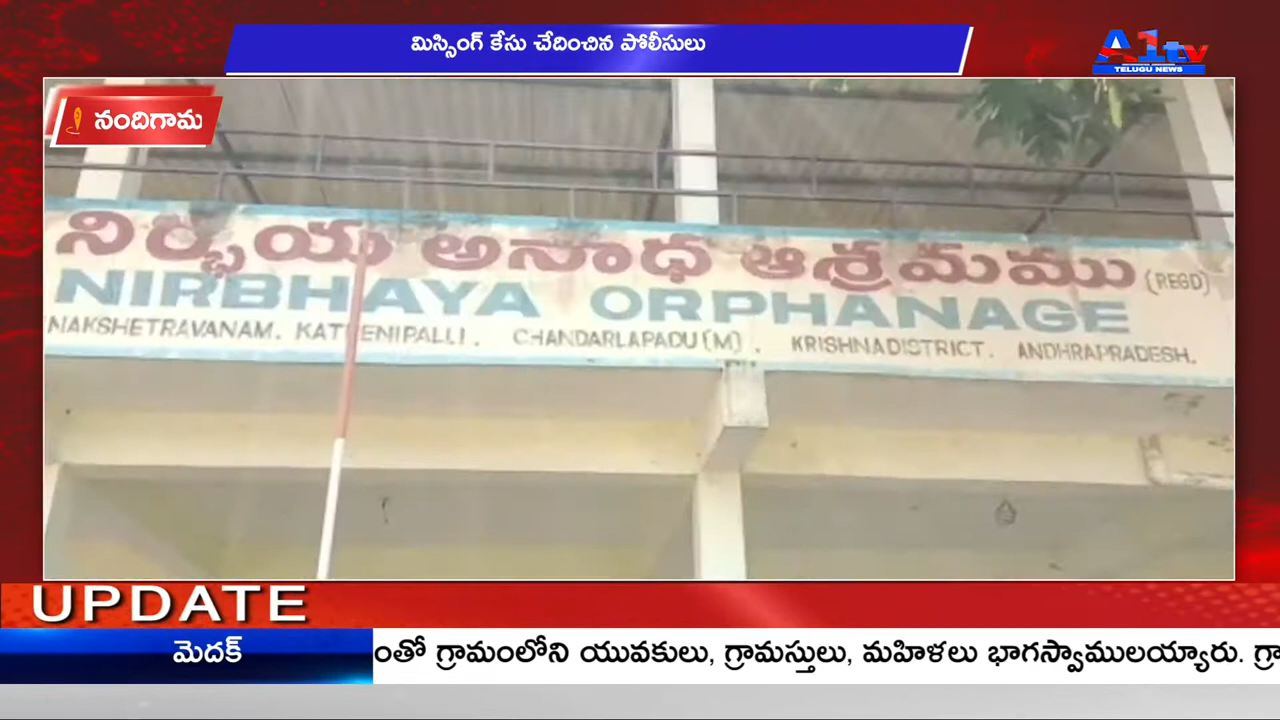 మిస్సింగ్ కేసు చేదించిన పోలీసులు
A1tv
TELUGU NEWS
నందిగామ
నిర్భయ అనాధ ఆశ్రమము (REGD)
NIRBHAYA ORPHANAGE
NAKSHETRAVANAM. KATHENIPALLI. CHANDARLAPADU (M). KRISHNADISTRICT. ANDHRAPRADESH.
UPDATE
మెదక్
ంతో గ్రామంలోని యువకులు, గ్రామస్తులు, మహిళలు భాగస్వాములయ్యారు. గ్రా